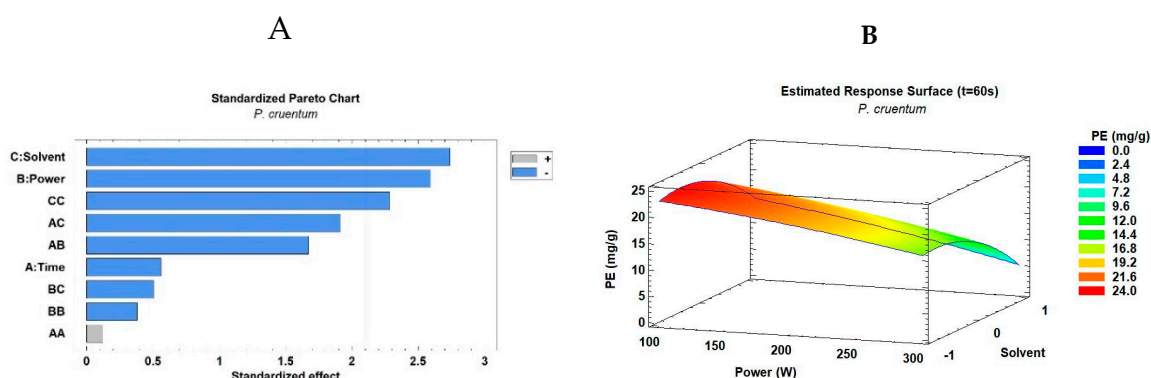 A
Standardized Pareto Chart
P. cruentum
C:Solvent
B:Power
CC
AC
AB
A:Time
BC
BB
AA
+
-
0
0.5
1
1.5
2
2.5
3
Standardized effect
B
Estimated Response Surface (t=60s)
P. cruentum
PE (mg/g)
25
20
15
10
5
0
100
150
200
250
300
Power (W)
-1
0
1
Solvent
PE (mg/g)
0.0
2.4
4.8
7.2
9.6
12.0
14.4
16.8
19.2
21.6
24.0